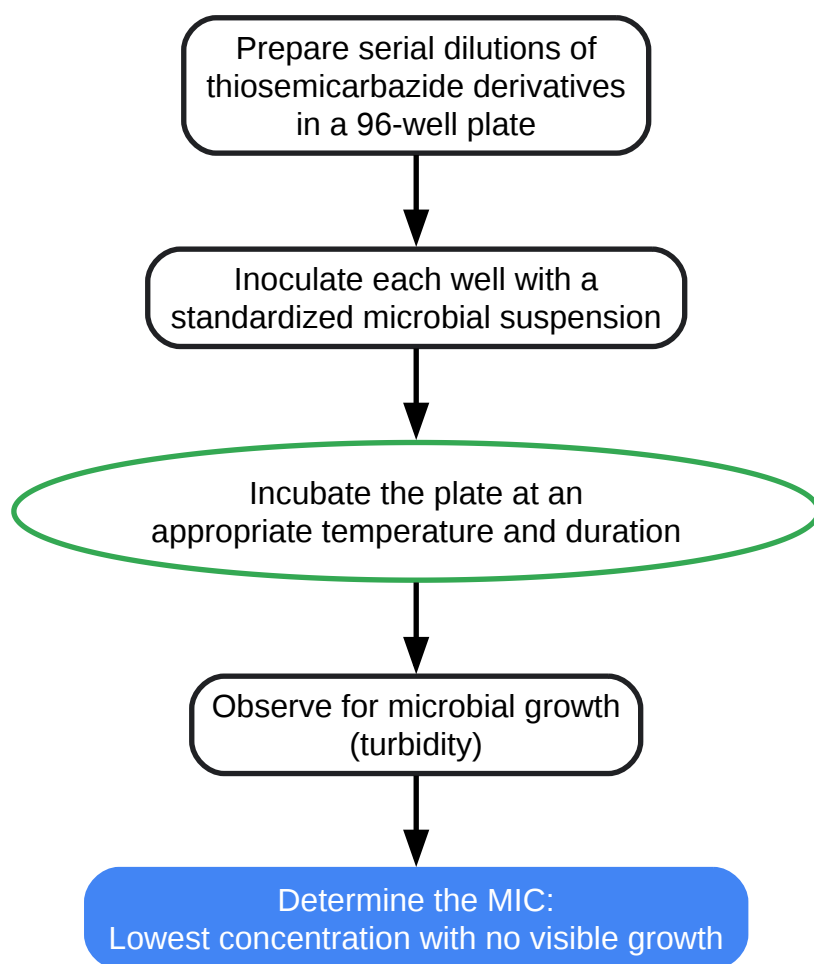 Prepare serial dilutions of
thiosemicarbazide derivatives
in a 96-well plate
Inoculate each well with a
standardized microbial suspension
Incubate the plate at an
appropriate temperature and duration
Observe for microbial growth
(turbidity)
Determine the MIC:
Lowest concentration with no visible growth